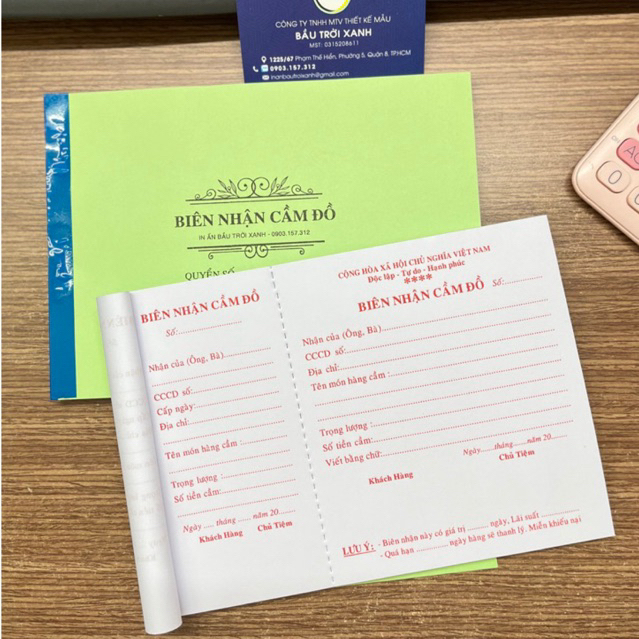 CÔNG TY TNHH MTV THIẾT KẾ MẪU
BẦU TRỜI XANH
MST: 0315208611
1225/67 Phạm Thế Hiển, Phường 5, Quận 8, TP.HCM
0903.157.312
inanbautroixanh@gmail.com
BIÊN NHẬN CẦM ĐỒ
IN ẤN BẦU TRỜI XANH - 0903.157.312
QUYỂN SỐ
BIÊN NHẬN CẦM ĐỒ
Số:
Nhận của (Ông, Bà)
CCCD số:
Cấp ngày:
Địa chỉ:
Tên món hàng cầm :
Trọng lượng :
Số tiền cầm:
Ngày ..... tháng ...... năm 20.......
Khách Hàng Chủ Tiệm
CỘNG HÒA XÃ HỘI CHỦ NGHĨA VIỆT NAM
Độc lập - Tự do - Hạnh phúc
****
BIÊN NHẬN CẦM ĐỒ Số:
Nhận của (Ông, Bà)
CCCD số:
Địa chỉ:
Tên món hàng cầm :
Trọng lượng :
Số tiền cầm:
Viết bằng chữ:
Ngày......tháng.......năm 20.......
Khách Hàng Chủ Tiệm
LƯU Ý: - Biên nhận này có giá trị .......... ngày, Lãi suất ..............
- Quá hạn .............. ngày hàng sẽ thanh lý. Miễn khiếu nại
A
0